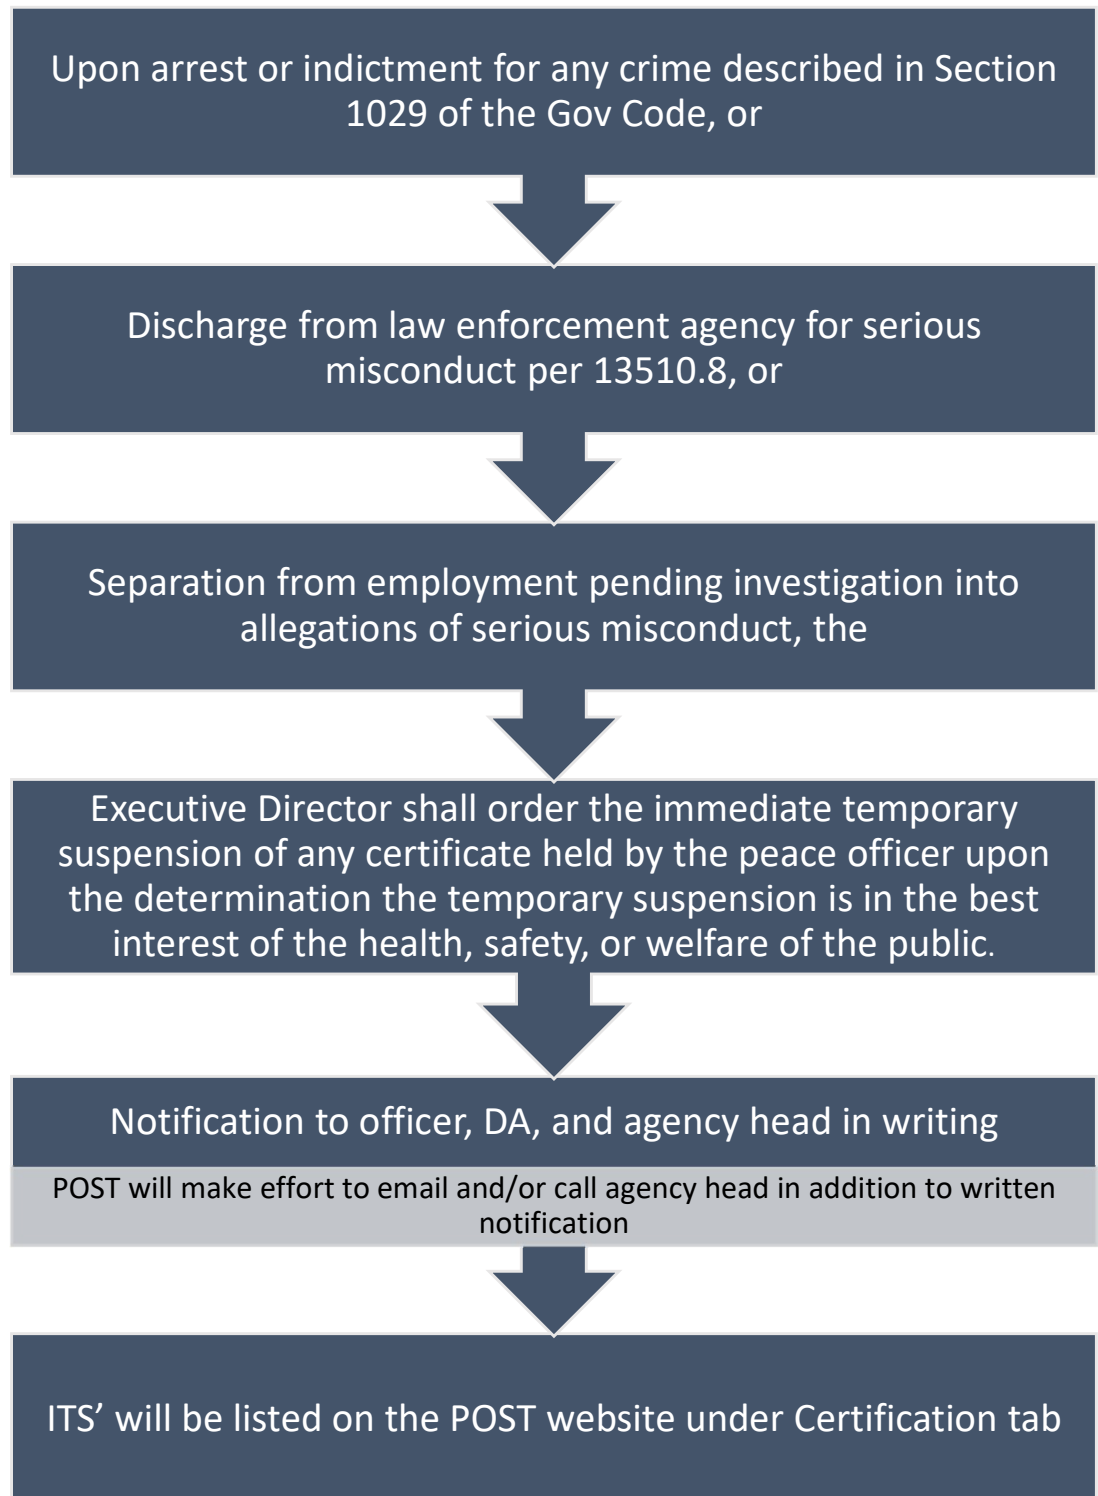 Upon arrest or indictment for any crime described in Section
1029 of the Gov Code, or
Discharge from law enforcement agency for serious
misconduct per 13510.8, or
Separation from employment pending investigation into
allegations of serious misconduct, the
Executive Director shall order the immediate temporary
suspension of any certificate held by the peace officer upon
the determination the temporary suspension is in the best
interest of the health, safety, or welfare of the public.
Notification to officer, DA, and agency head in writing
POST will make effort to email and/or call agency head in addition to written
notification
ITS’ will be listed on the POST website under Certification tab